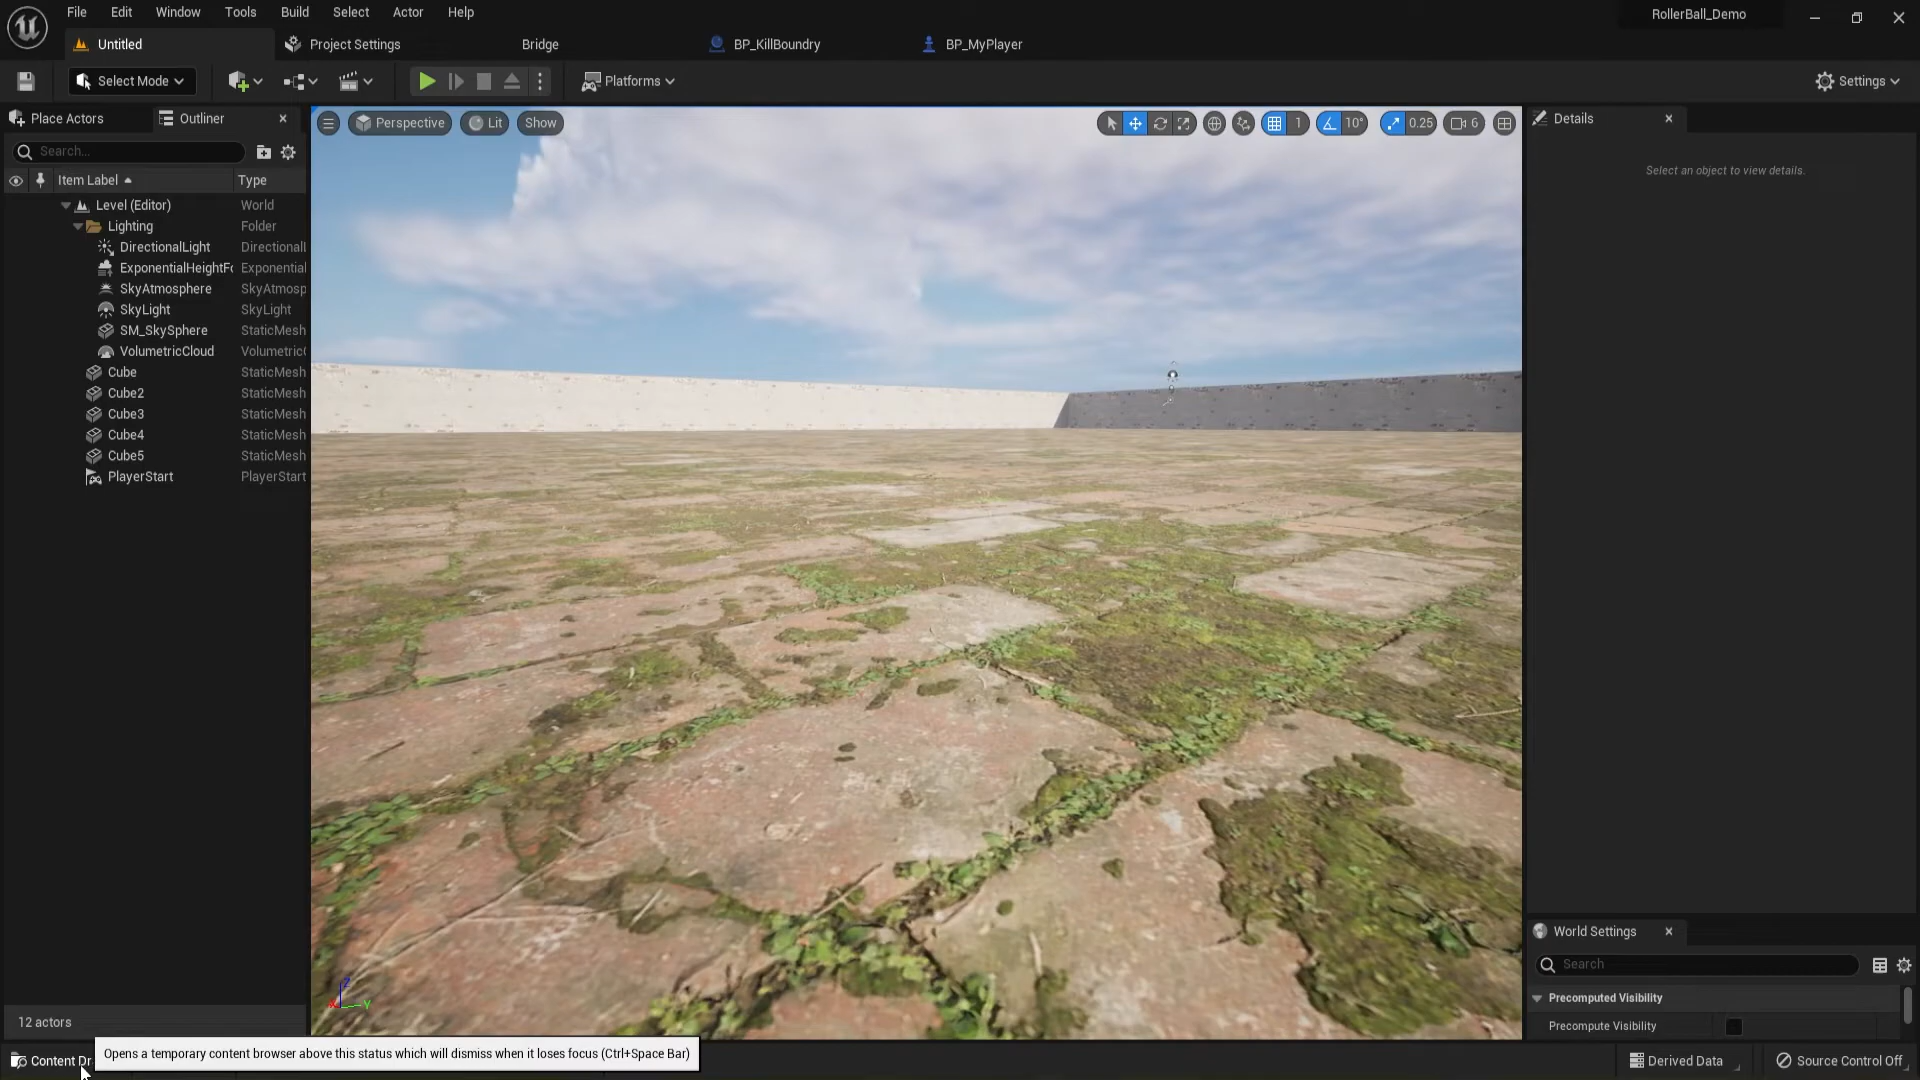 File Edit Window Tools Build Select Actor Help
RollerBall_Demo
Untitled
Project Settings
Bridge
BP_KillBoundry
BP_MyPlayer
Select Mode
Platforms
Settings
Place Actors
Outliner
Perspective
Lit
Show
1
10°
0.25
6
Details
Search...
Select an object to view details.
Item Label Type
Level (Editor) World
Lighting Folder
DirectionalLight Directional
ExponentialHeightFo Exponential
SkyAtmosphere SkyAtmosp
SkyLight SkyLight
SM_SkySphere StaticMesh
VolumetricCloud Volumetric
Cube StaticMesh
Cube2 StaticMesh
Cube3 StaticMesh
Cube4 StaticMesh
Cube5 StaticMesh
PlayerStart PlayerStart
Z
X
Y
World Settings
Search
Precomputed Visibility
Precompute Visibility
12 actors
Content Dr
Opens a temporary content browser above this status which will dismiss when it loses focus (Ctrl+Space Bar)
Derived Data
Source Control Off